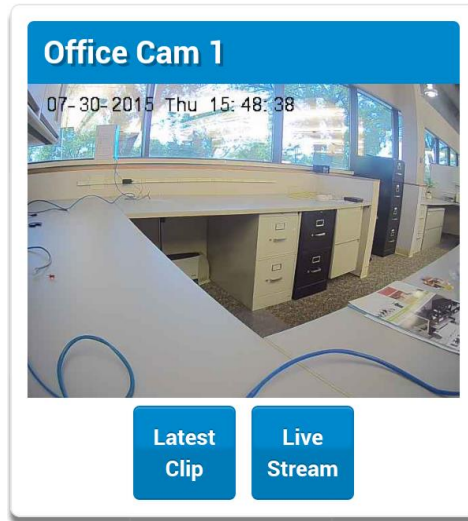 Office Cam 1
07-30-2015 Thu 15:48:38
Latest
Clip
Live
Stream